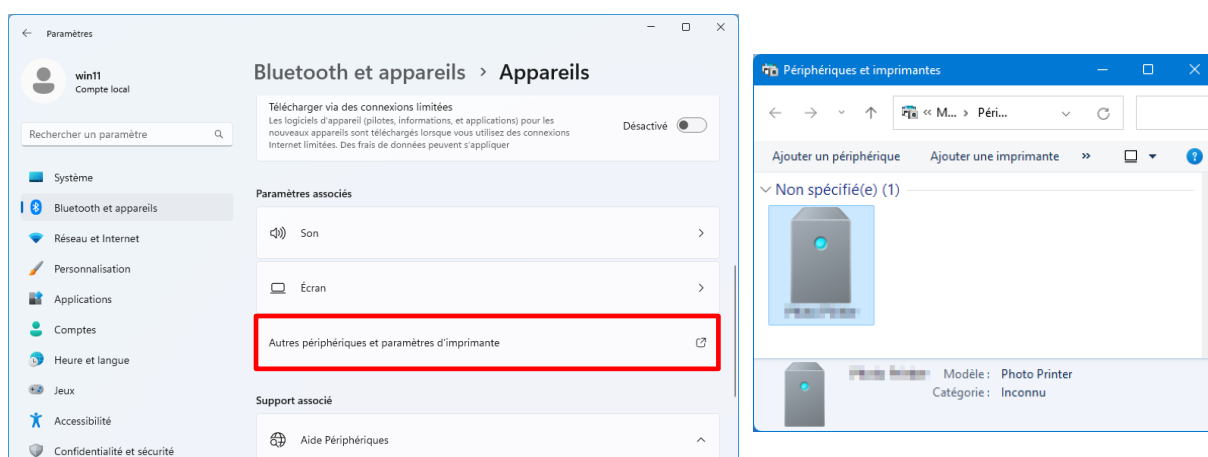 Paramètres
win11
Compte local
Rechercher un paramètre
Système
Bluetooth et appareils
Réseau et Internet
Personnalisation
Applications
Comptes
Heure et langue
Jeux
Accessibilité
Confidentialité et sécurité
Bluetooth et appareils > Appareils
Télécharger via des connexions limitées
Les logiciels d'appareil (pilotes, informations, et applications) pour les
nouveaux appareils sont téléchargés lorsque vous utilisez des connexions
Internet limitées. Des frais de données peuvent s'appliquer
Désactivé
Paramètres associés
Son
Écran
Autres périphériques et paramètres d'imprimante
Support associé
Aide Périphériques
Périphériques et imprimantes
« M... > Péri...
Ajouter un périphérique Ajouter une imprimante »
Non spécifié(e) (1)
Modèle : Photo Printer
Catégorie : Inconnu